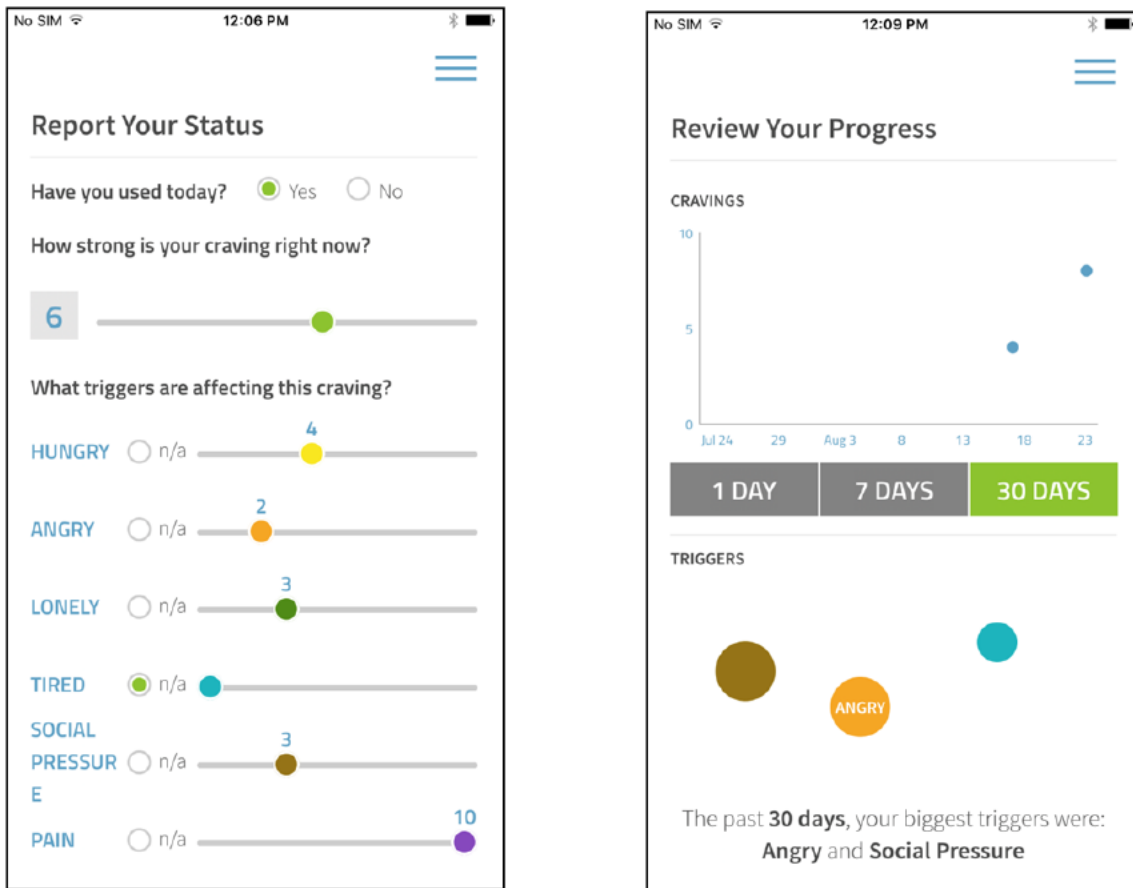 No SIM 12:06 PM
Report Your Status
Have you used today? Yes No
How strong is your craving right now?
6
What triggers are affecting this craving?
4
HUNGRY n/a
2
ANGRY n/a
3
LONELY n/a
TIRED n/a
SOCIAL
3
PRESSUR n/a
E
10
PAIN n/a
No SIM 12:09 PM
Review Your Progress
CRAVINGS
10
5
0
Jul 24 29 Aug 3 8 13 18 23
1 DAY 7 DAYS 30 DAYS
TRIGGERS
ANGRY
The past 30 days, your biggest triggers were:
Angry and Social Pressure